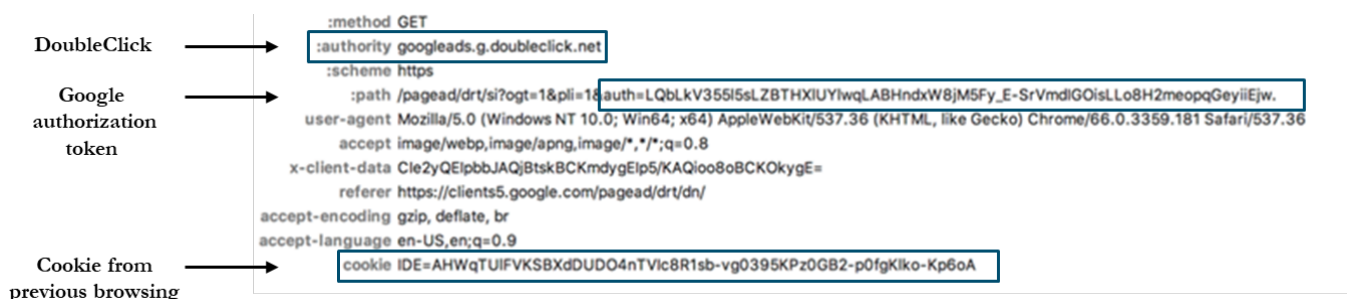 :method GET
DoubleClick
:authority googleads.g.doubleclick.net
:scheme https
Google authorization token
:path /pagead/drt/si?ogt=1&pli=1&auth=LQbLkV355l5sLZBTHXlUYlwqLABHndxW8jM5Fy_E-SrVmdlGOisLLo8H2meopqGeyiiEjw.
user-agent Mozilla/5.0 (Windows NT 10.0; Win64; x64) AppleWebKit/537.36 (KHTML, like Gecko) Chrome/66.0.3359.181 Safari/537.36
accept image/webp,image/apng,image/*,*/*;q=0.8
x-client-data CIe2yQEIpbbJAQjBtskBCKmdygEIp5/KAQioo8oBCKOkygE=
referer https://clients5.google.com/pagead/drt/dn/
accept-encoding gzip, deflate, br
accept-language en-US,en;q=0.9
Cookie from
previous browsing
cookie IDE=AHWqTUlFVKSBXdDUDO4nTVlc8R1sb-vg0395KPz0GB2-p0fgKlko-Kp6oA